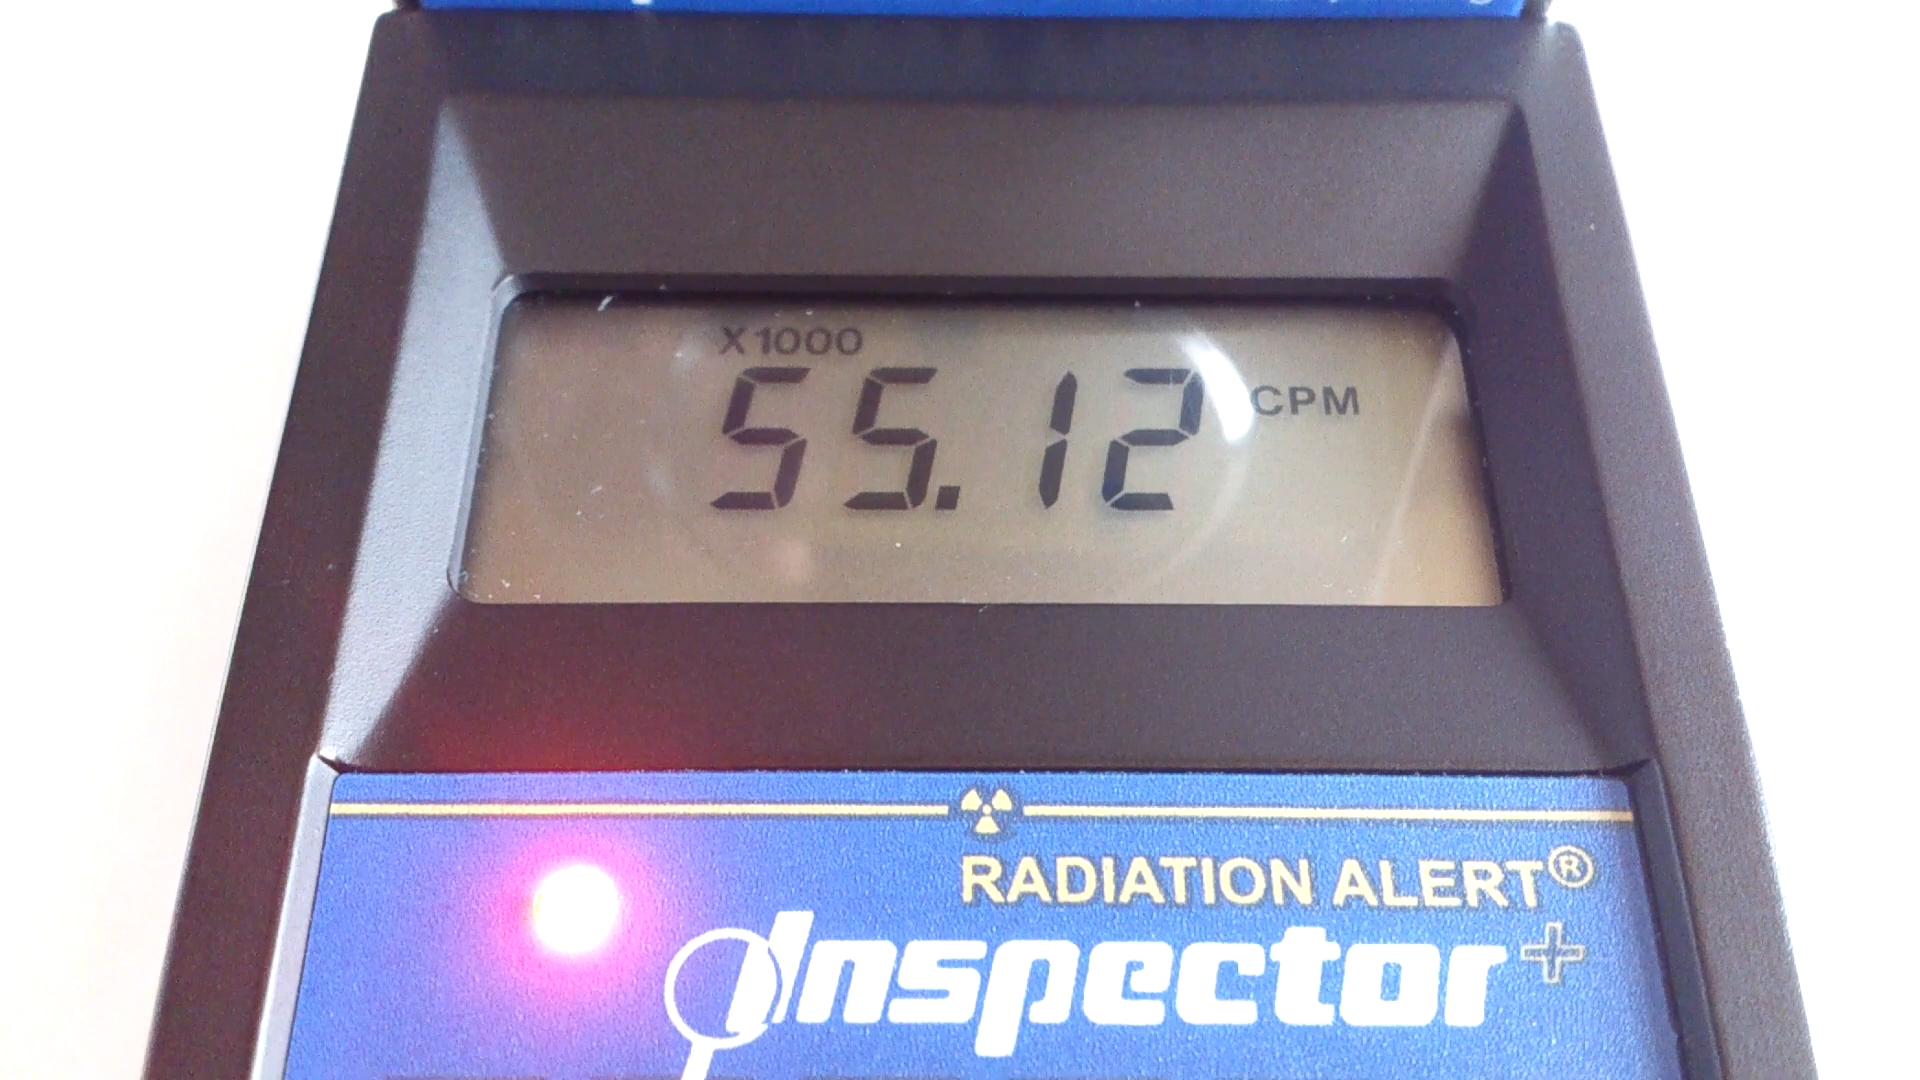 X1000
55.12 CPM
RADIATION ALERT®
Inspector+